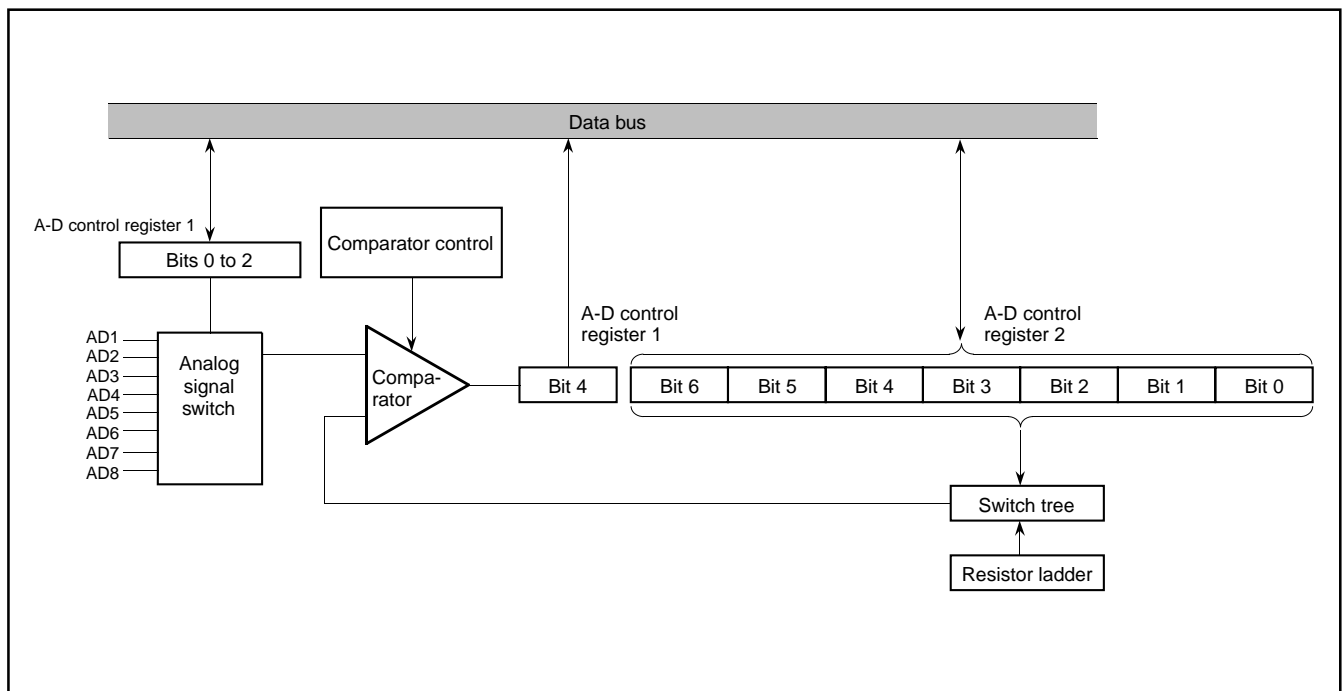 Data bus
A-D control register 1
Bits 0 to 2
Comparator control
A-D control
register 1
A-D control
register 2
AD1
AD2
AD3
AD4
AD5
AD6
AD7
AD8
Analog
signal
switch
Compa-
rator
Bit 4
Bit 6
Bit 5
Bit 4
Bit 3
Bit 2
Bit 1
Bit 0
Switch tree
Resistor ladder